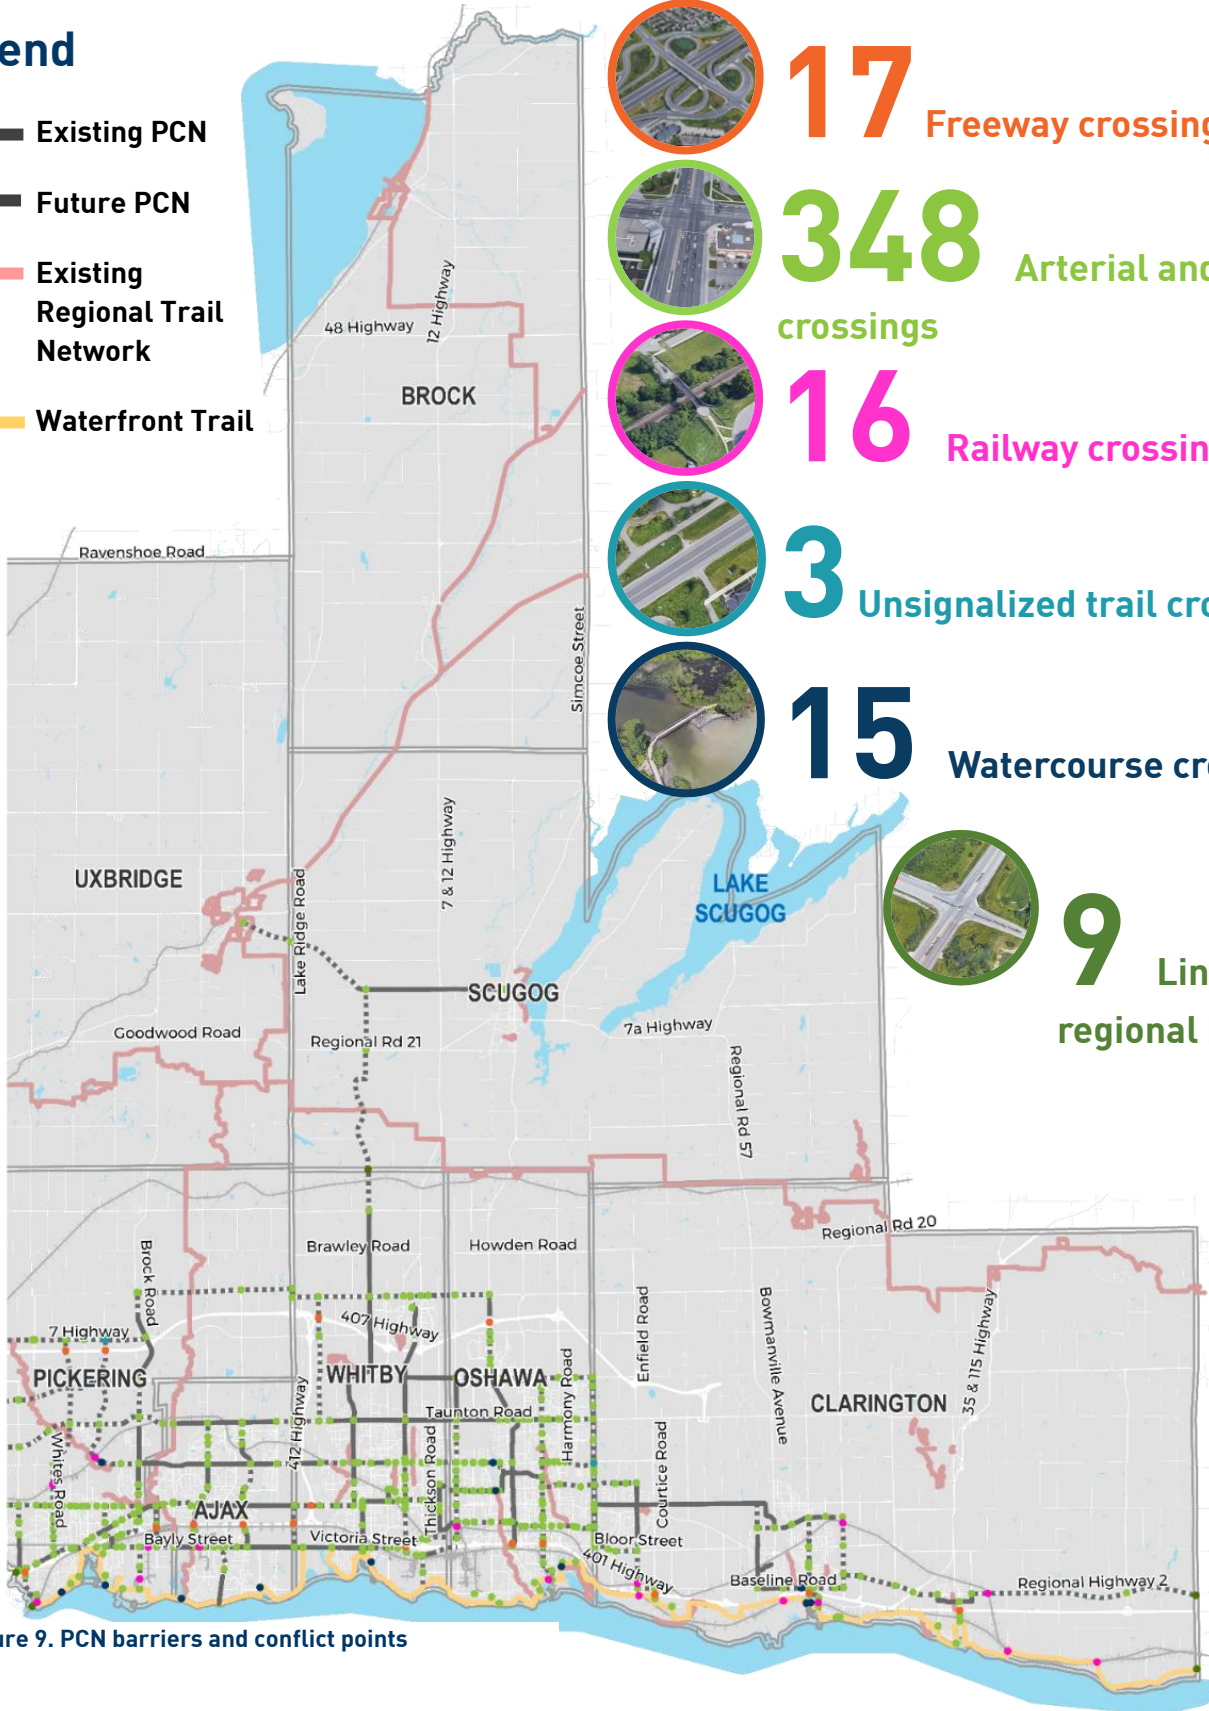 end
Existing PCN
Future PCN
Existing
Regional Trail
Network
Waterfront Trail
17 Freeway crossing
348 Arterial and
crossings
16 Railway crossin
3 Unsignalized trail cro
15 Watercourse cro
9 Lin
regional
48 Highway
12 Highway
BROCK
Ravenshoe Road
Simcoe Street
UXBRIDGE
Lake Ridge Road
7 & 12 Highway
LAKE
SCUGOG
SCUGOG
Goodwood Road
Regional Rd 21
7a Highway
Regional Rd 57
Regional Rd 20
Brock Road
Brawley Road
Howden Road
7 Highway
407 Highway
Enfield Road
Bowmanville Avenue
35 & 115 Highway
PICKERING
WHITBY
OSHAWA
Harmony Road
CLARINGTON
412 Highway
Taunton Road
Whites Road
Thickson Road
Courtice Road
AJAX
Bayly Street
Victoria Street
Bloor Street
401 Highway
Baseline Road
Regional Highway 2
ure 9. PCN barriers and conflict points